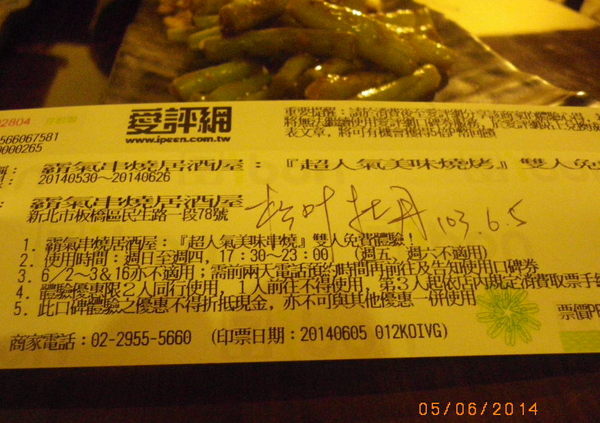 02804
566067581
0000265
愛評網
www.ipeen.com.tw
霸氣串燒居酒屋：『超人氣美味燒烤』雙人免
20140530～20140626
霸氣串燒居酒屋
新北市板橋區民生路一段78號
牡丹 103.6.5
1. 霸氣串燒居酒屋：『超人氣美味串燒』雙人免費體驗！
2. 使用時間：週日至週四，17:30～23:00 （週五、週六不適用）
3. 6／2～3&16亦不適用；需前兩天電話預約時間再前往及告知使用口碑券
4. 體驗優惠限2人同行使用，1人前往不得使用，第3人起依店內規定消費取票手
5. 此口碑體驗之優惠不得折抵現金，亦不可與其他優惠一併使用
商家電話：02-2955-5660 （印票日期：20140605 012KOIVG）
票價
05/06/2014